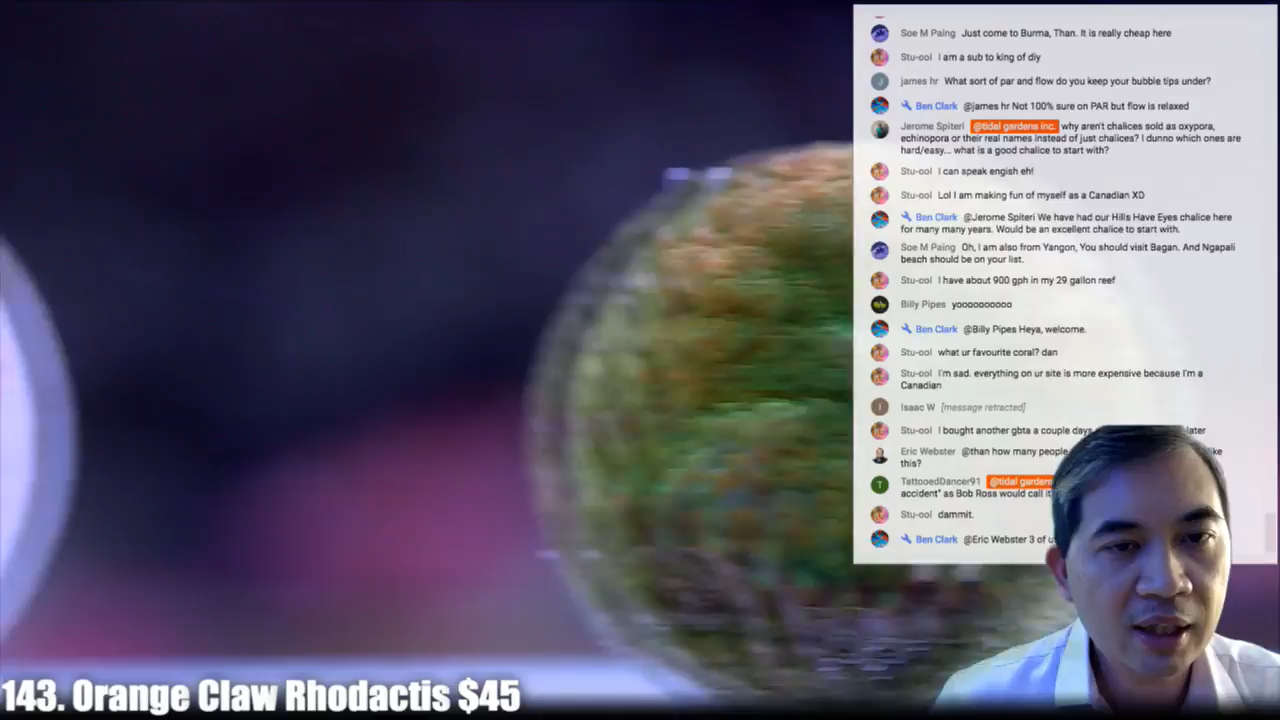 Soe M Paing Just come to Burma, Than. It is really cheap here
Stu-ool I am a sub to king of diy
J james hr What sort of par and flow do you keep your bubble tips under?
Ben Clark @james hr Not 100% sure on PAR but flow is relaxed
Jerome Spiteri @tidal gardens inc. why aren't chalices sold as oxypora,
echinopora or their real names instead of just chalices? I dunno which ones are
hard/easy... what is a good chalice to start with?
Stu-ool I can speak engish eh!
Stu-ool Lol I am making fun of myself as a Canadian XD
Ben Clark @Jerome Spiteri We have had our Hills Have Eyes chalice here
for many many years. Would be an excellent chalice to start with.
Soe M Paing Oh, I am also from Yangon, You should visit Bagan. And Ngapali
beach should be on your list.
Stu-ool I have about 900 gph in my 29 gallon reef
Billy Pipes yoooooooooo
Ben Clark @Billy Pipes Heya, welcome.
Stu-ool what ur favourite coral? dan
Stu-ool I'm sad. everything on ur site is more expensive because I'm a
Canadian
I Isaac W [message retracted]
Stu-ool I bought another gbta a couple days later
Eric Webster @than how many people like
this?
T TattooedDancer91 @tidal gardens
accident" as Bob Ross would call it
Stu-ool dammit.
Ben Clark @Eric Webster 3 of us
143. Orange Claw Rhodactis $45